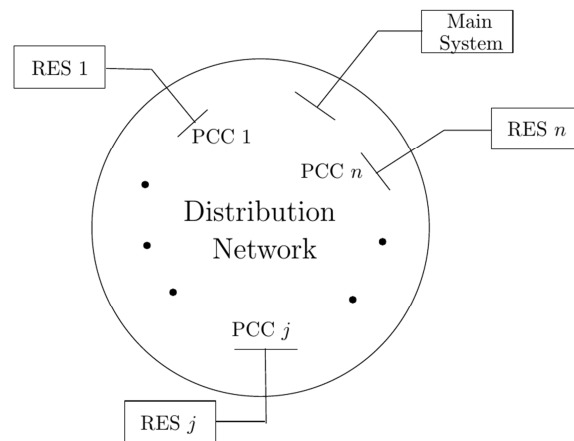 Main
System
RES 1
PCC 1
RES n
PCC n
Distribution
Network
PCC j
RES j